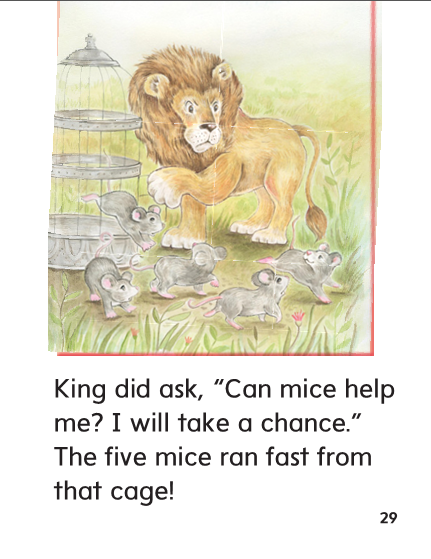 King did ask, “Can mice help
me? I will take a chance.”
The five mice ran fast from
that cage!
29